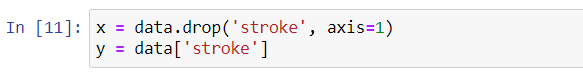 In [11]: x = data.drop('stroke', axis=1)
y = data['stroke']